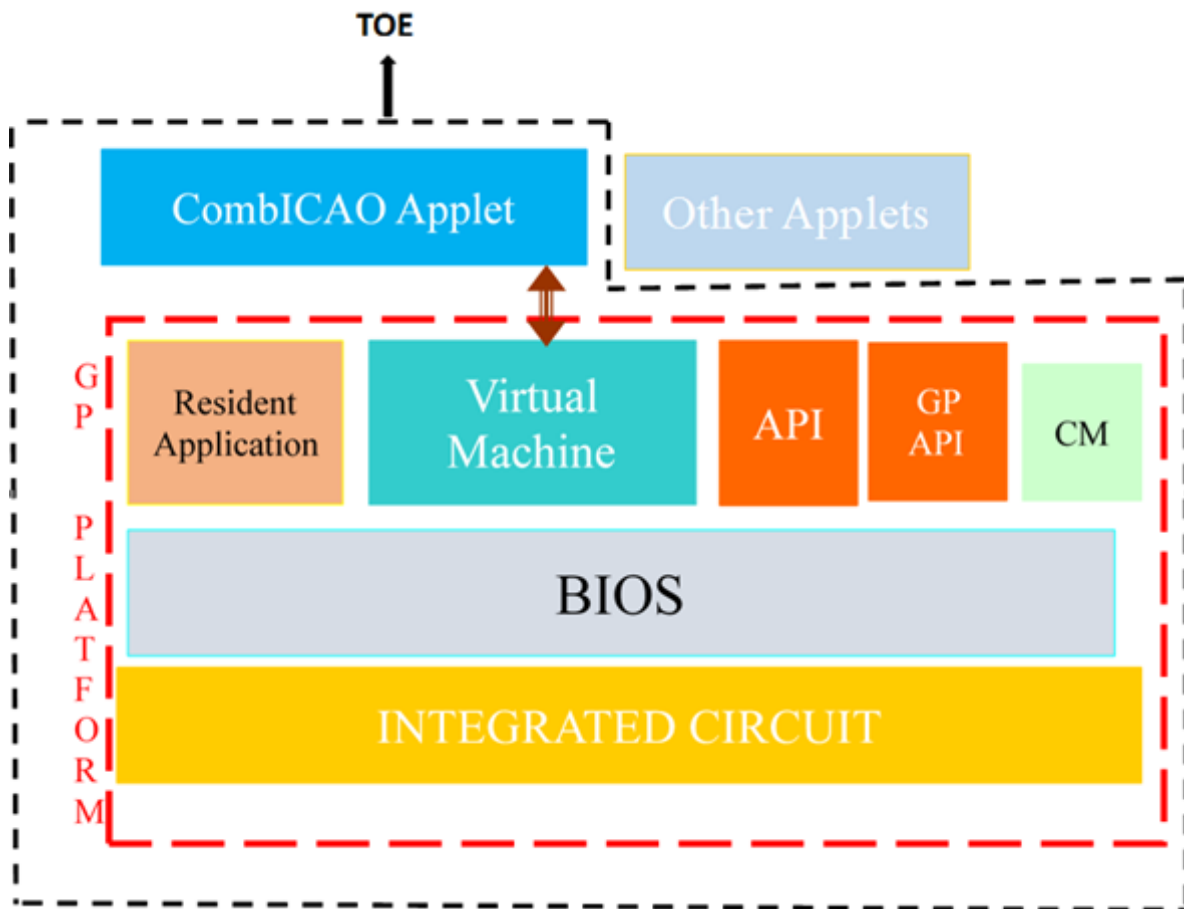 TOE
CombICAO Applet
Other Applets
GP PLATFORM
Resident
Application
Virtual
Machine
API
GP
API
CM
BIOS
INTEGRATED CIRCUIT